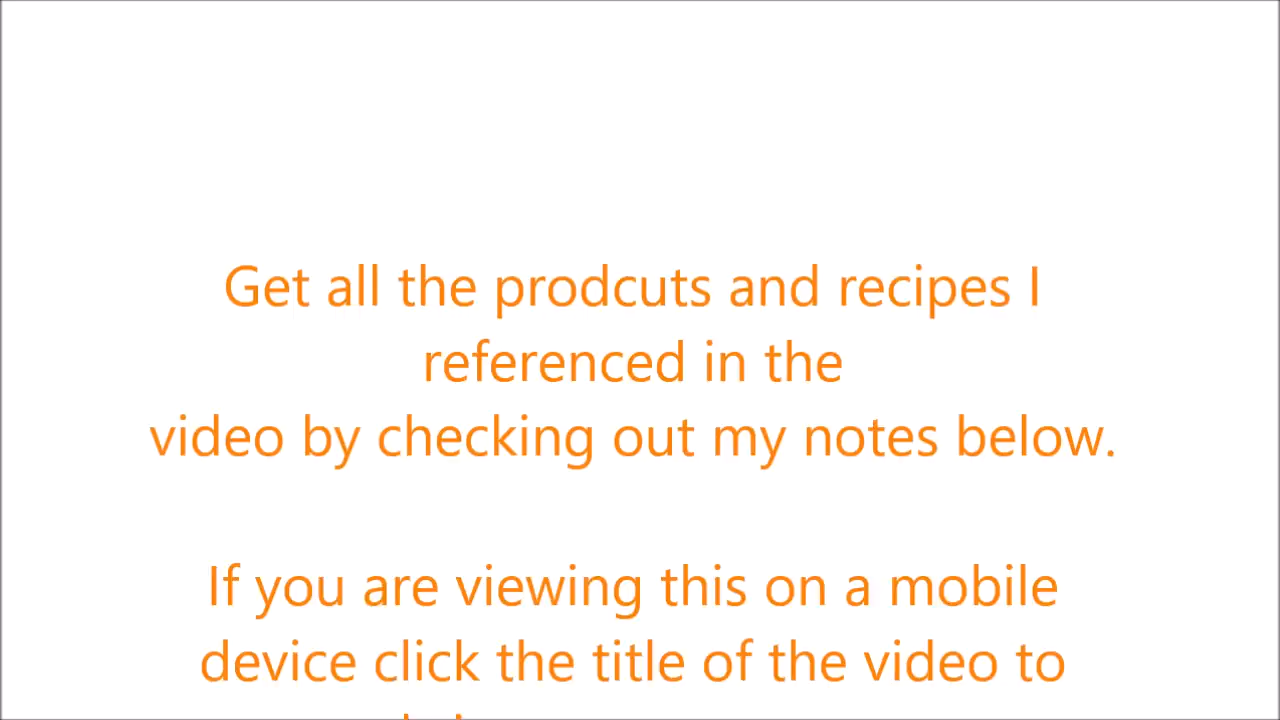 Get all the prodcuts and recipes I
referenced in the
video by checking out my notes below.
If you are viewing this on a mobile
device click the title of the video to